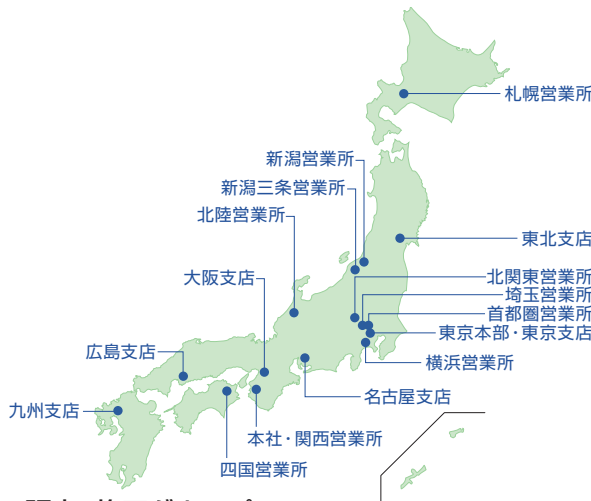 札幌営業所
新潟営業所
新潟三条営業所
北陸営業所
東北支店
大阪支店
北関東営業所
埼玉営業所
首都圏営業所
東京本部・東京支店
広島支店
横浜営業所
名古屋支店
九州支店
本社・関西営業所
四国営業所